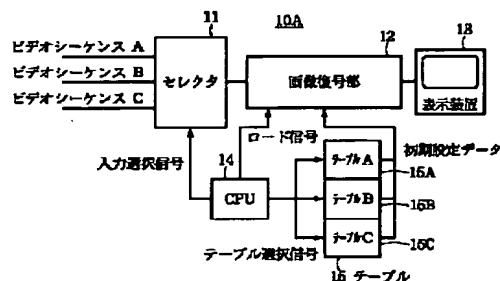 10A
11
12
13
ビデオシーケンス A
ビデオシーケンス B
ビデオシーケンス C
セレクタ
画像復号部
表示装置
ロード信号
入力選択信号
14
CPU
初期設定データ
テーブルA
15A
テーブルB
15B
テーブルC
15C
テーブル選択信号
15 テーブル